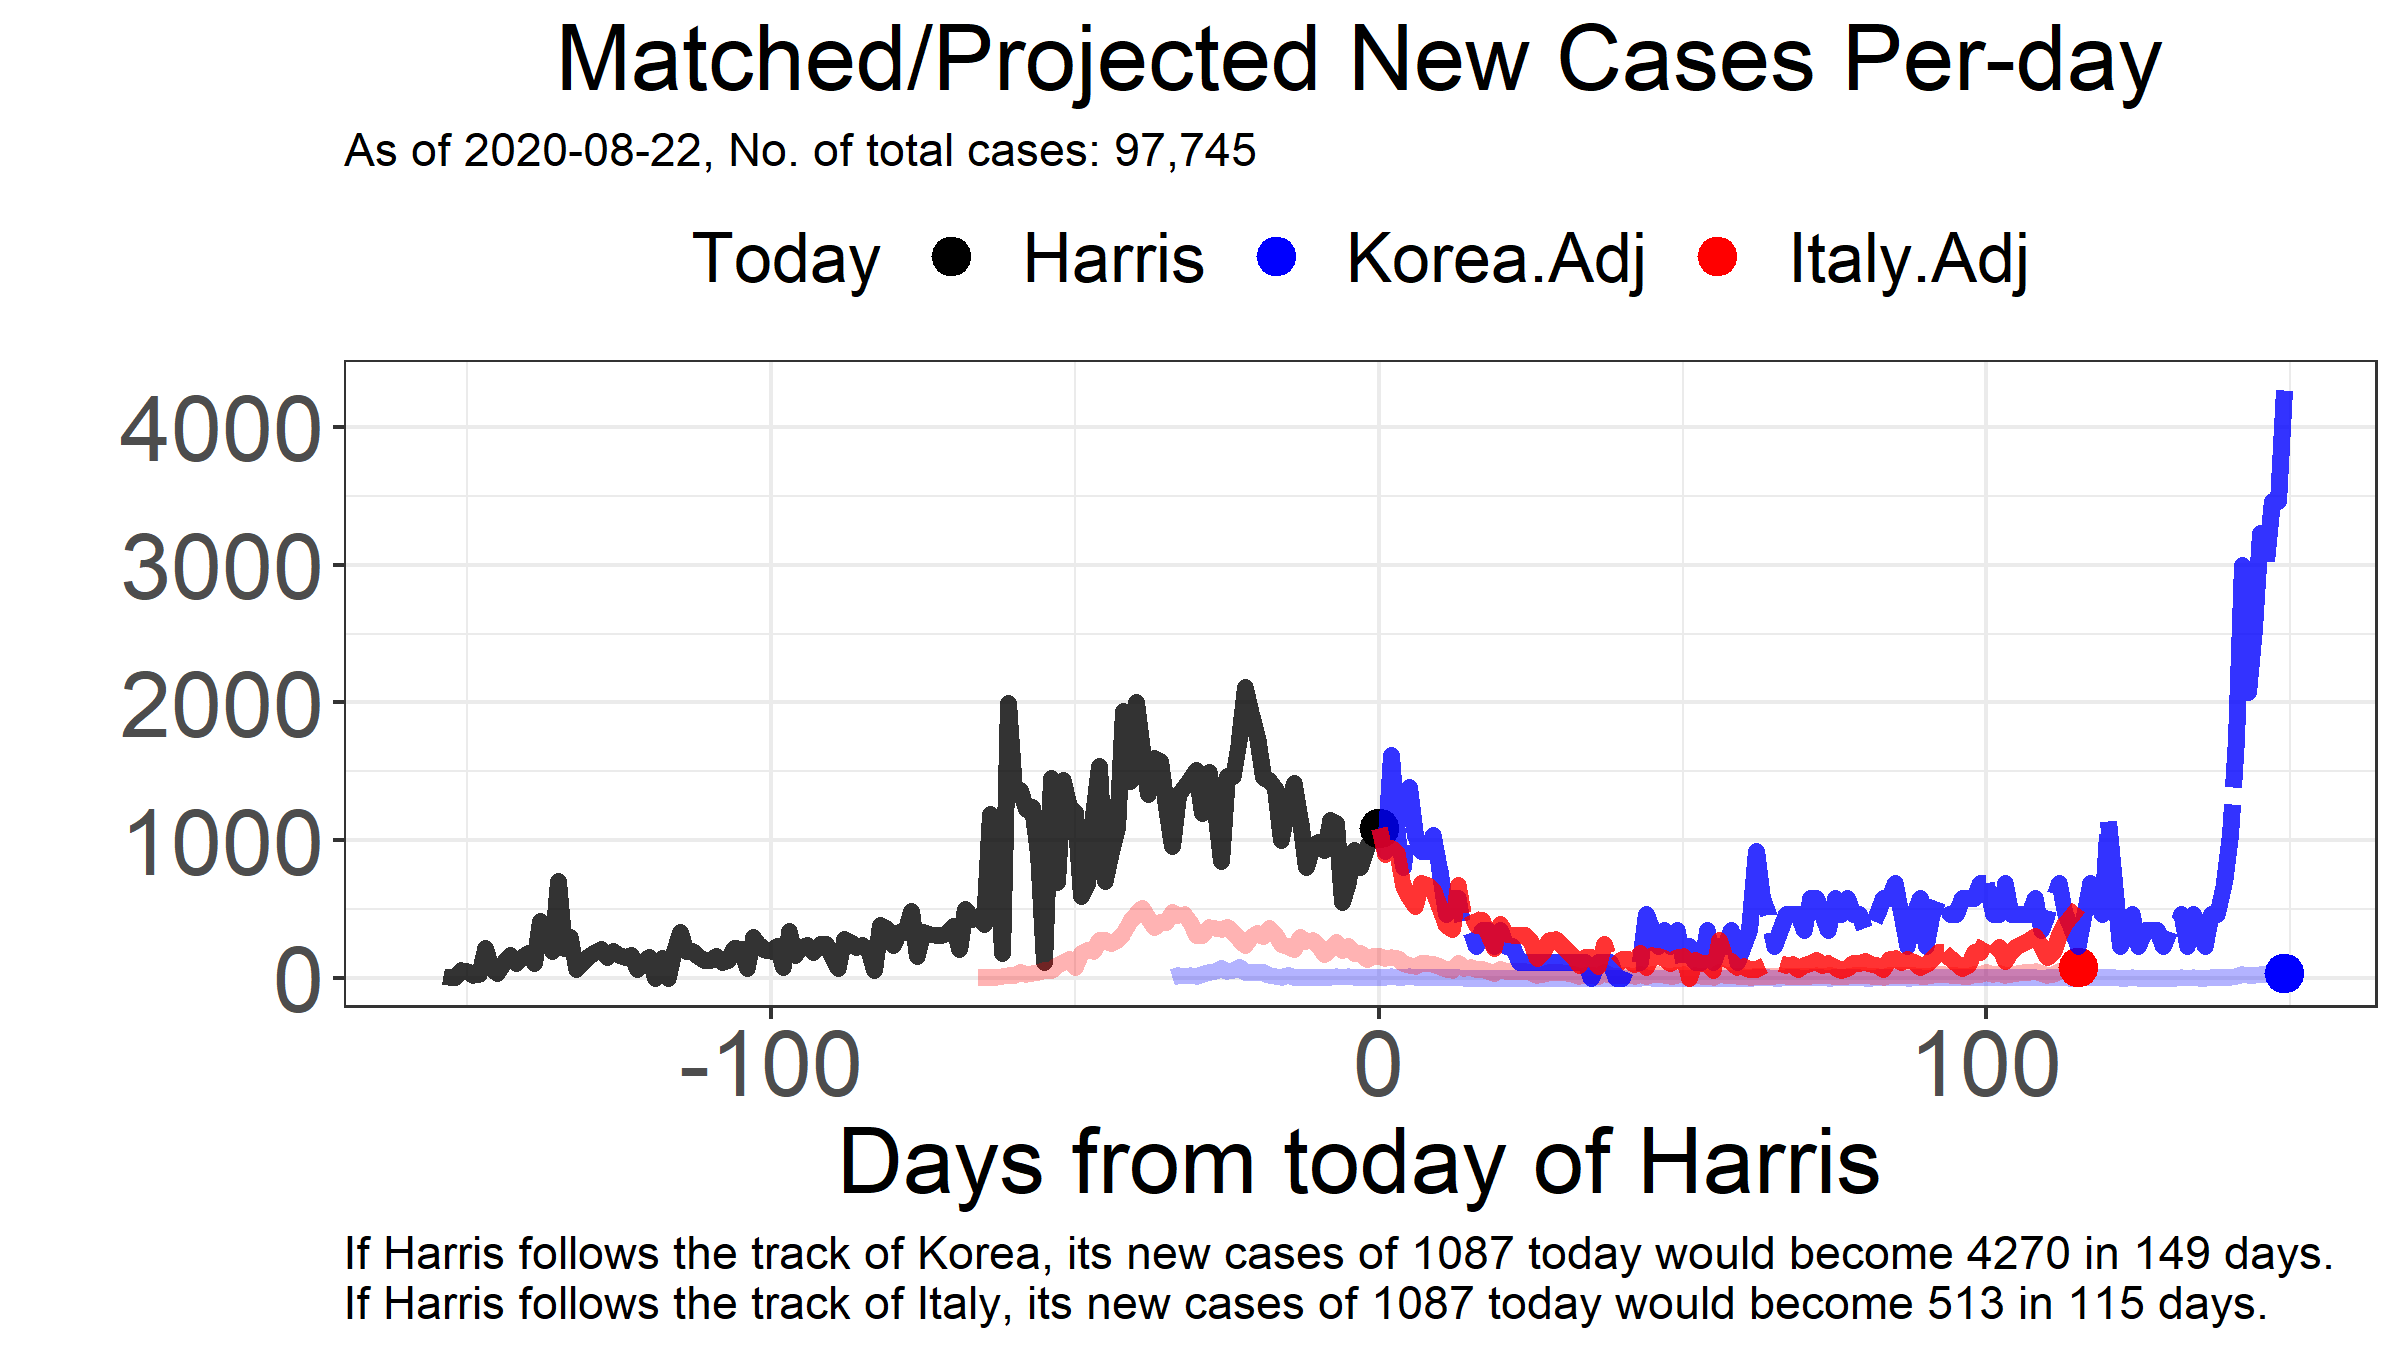 Matched/Projected New Cases Per-day
As of 2020-08-22, No. of total cases: 97,745
Today Harris Korea.Adj Italy.Adj
4000
3000
2000
1000
0
-100 0 100
Days from today of Harris
If Harris follows the track of Korea, its new cases of 1087 today would become 4270 in 149 days.
If Harris follows the track of Italy, its new cases of 1087 today would become 513 in 115 days.